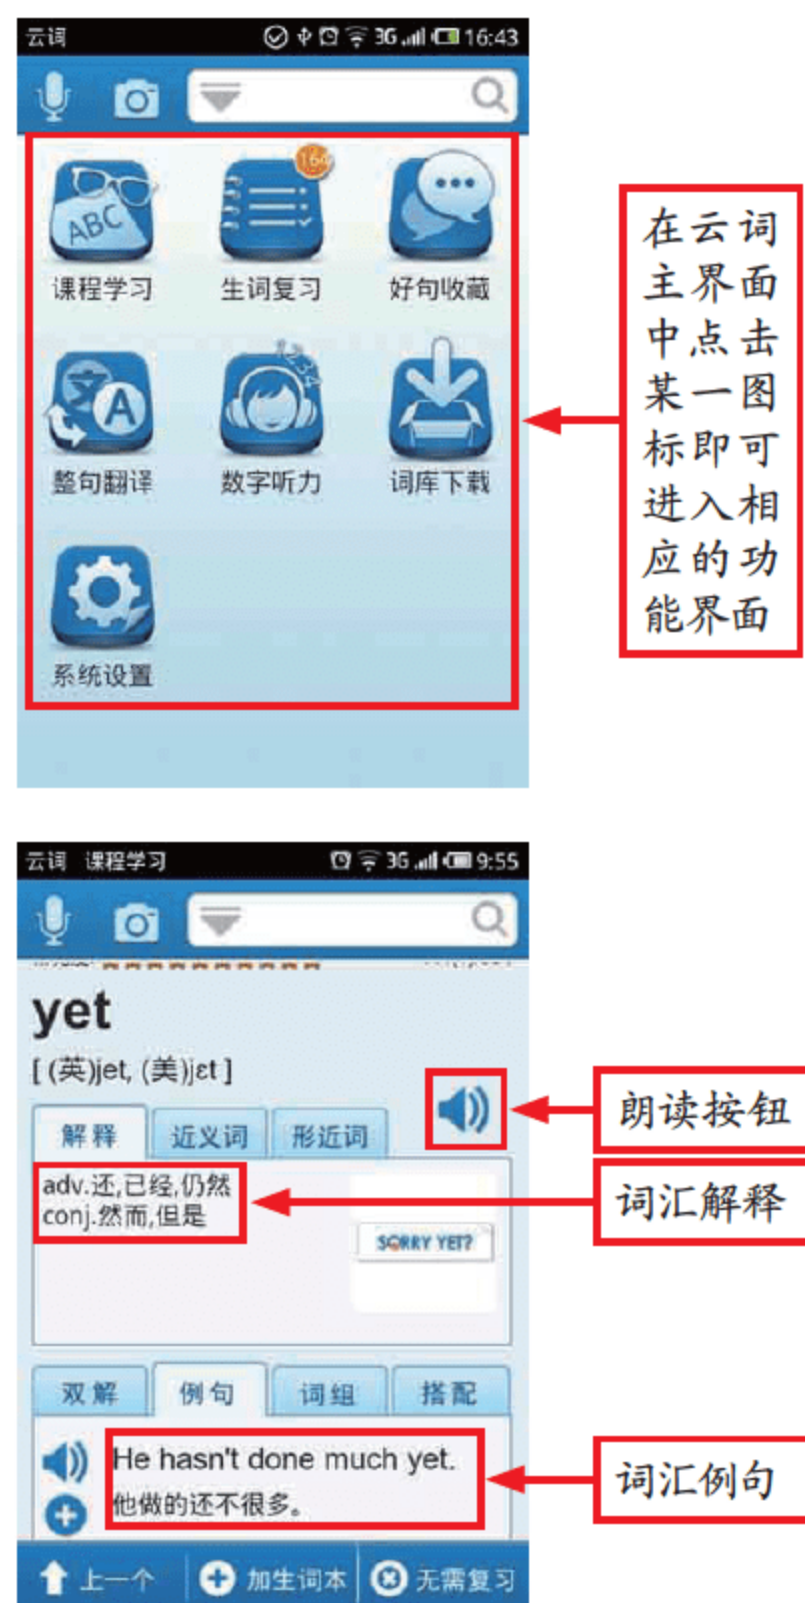 云词
3G 16:43
164
ABC
课程学习
生词复习
好句收藏
A
1234
整句翻译
数字听力
词库下载
系统设置
在云词
主界面
中点击
某一图
标即可
进入相
应的功
能界面
云词 课程学习
3G 9:55
yet
[ (英)jet, (美)jɛt ]
朗读按钮
解释 近义词 形近词
adv.还,已经,仍然
conj.然而,但是
词汇解释
SORRY YET?
双解 例句 词组 搭配
He hasn't done much yet.
他做的还不很多。
词汇例句
上一个 加生词本 无需复习